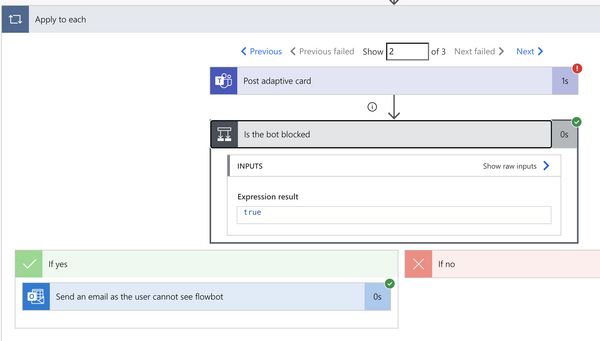 Apply to each
Previous Previous failed Show 2 of 3 Next failed Next
Post adaptive card 1s
Is the bot blocked 0s
INPUTS Show raw inputs
Expression result
true
If yes If no
Send an email as the user cannot see flowbot 0s